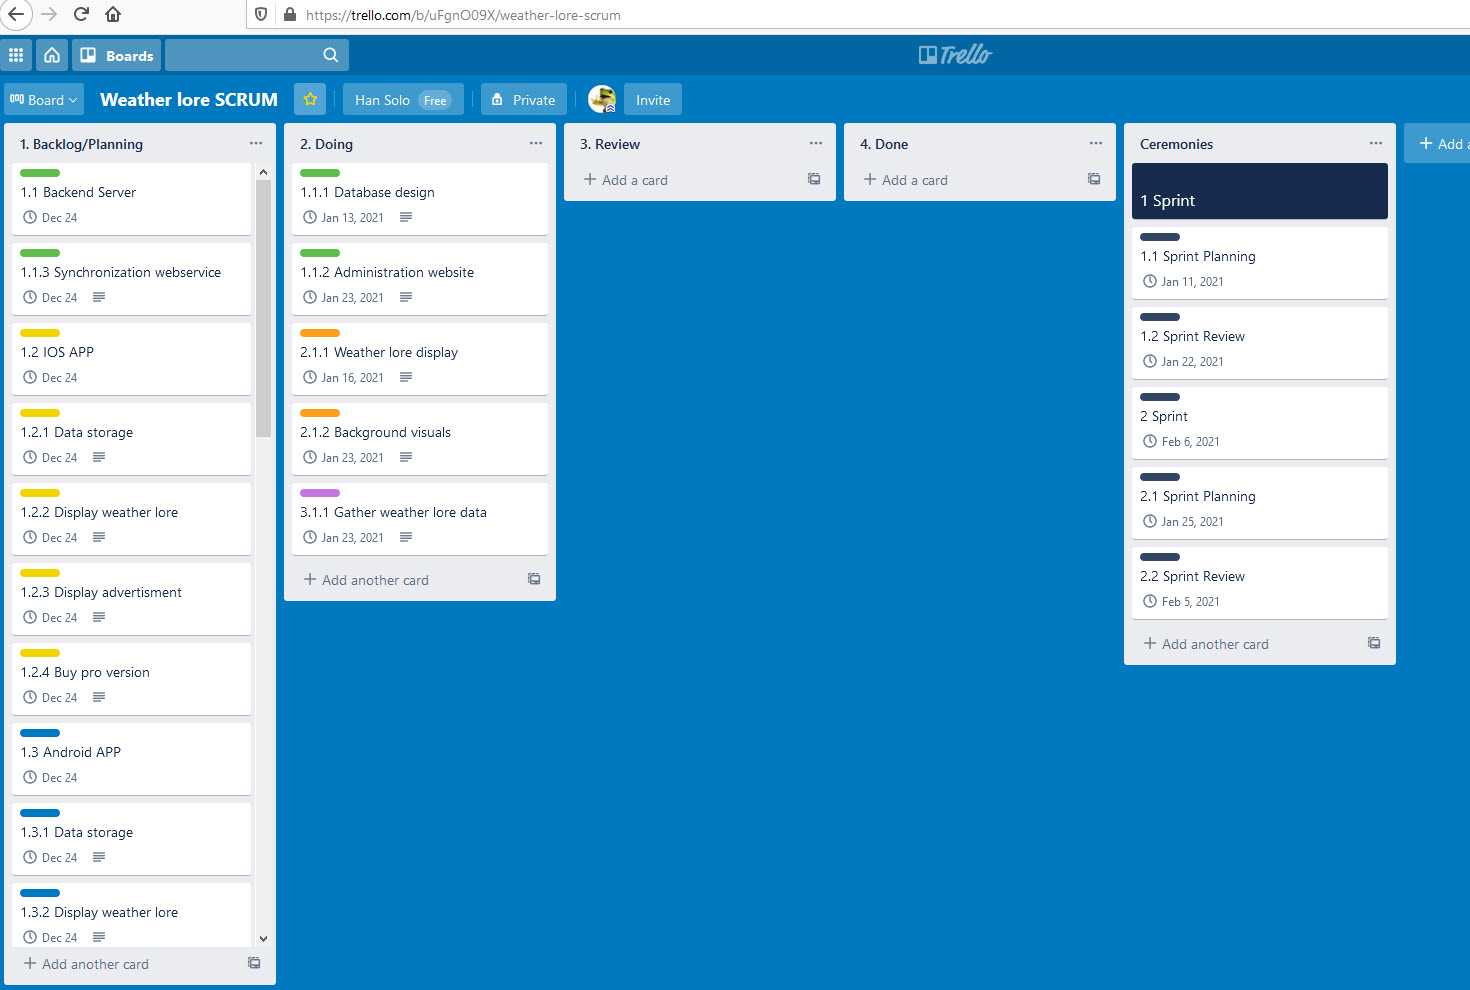 https://trello.com/b/uFgnO09X/weather-lore-scrum
Boards
Trello
Board
Weather lore SCRUM
Han Solo Free
Private
Invite
1. Backlog/Planning
1.1 Backend Server
Dec 24
1.1.3 Synchronization webservice
Dec 24
1.2 IOS APP
Dec 24
1.2.1 Data storage
Dec 24
1.2.2 Display weather lore
Dec 24
1.2.3 Display advertisment
Dec 24
1.2.4 Buy pro version
Dec 24
1.3 Android APP
Dec 24
1.3.1 Data storage
Dec 24
1.3.2 Display weather lore
Dec 24
+ Add another card
2. Doing
1.1.1 Database design
Jan 13, 2021
1.1.2 Administration website
Jan 23, 2021
2.1.1 Weather lore display
Jan 16, 2021
2.1.2 Background visuals
Jan 23, 2021
3.1.1 Gather weather lore data
Jan 23, 2021
+ Add another card
3. Review
+ Add a card
4. Done
+ Add a card
Ceremonies
1 Sprint
1.1 Sprint Planning
Jan 11, 2021
1.2 Sprint Review
Jan 22, 2021
2 Sprint
Feb 6, 2021
2.1 Sprint Planning
Jan 25, 2021
2.2 Sprint Review
Feb 5, 2021
+ Add another card
+ Add